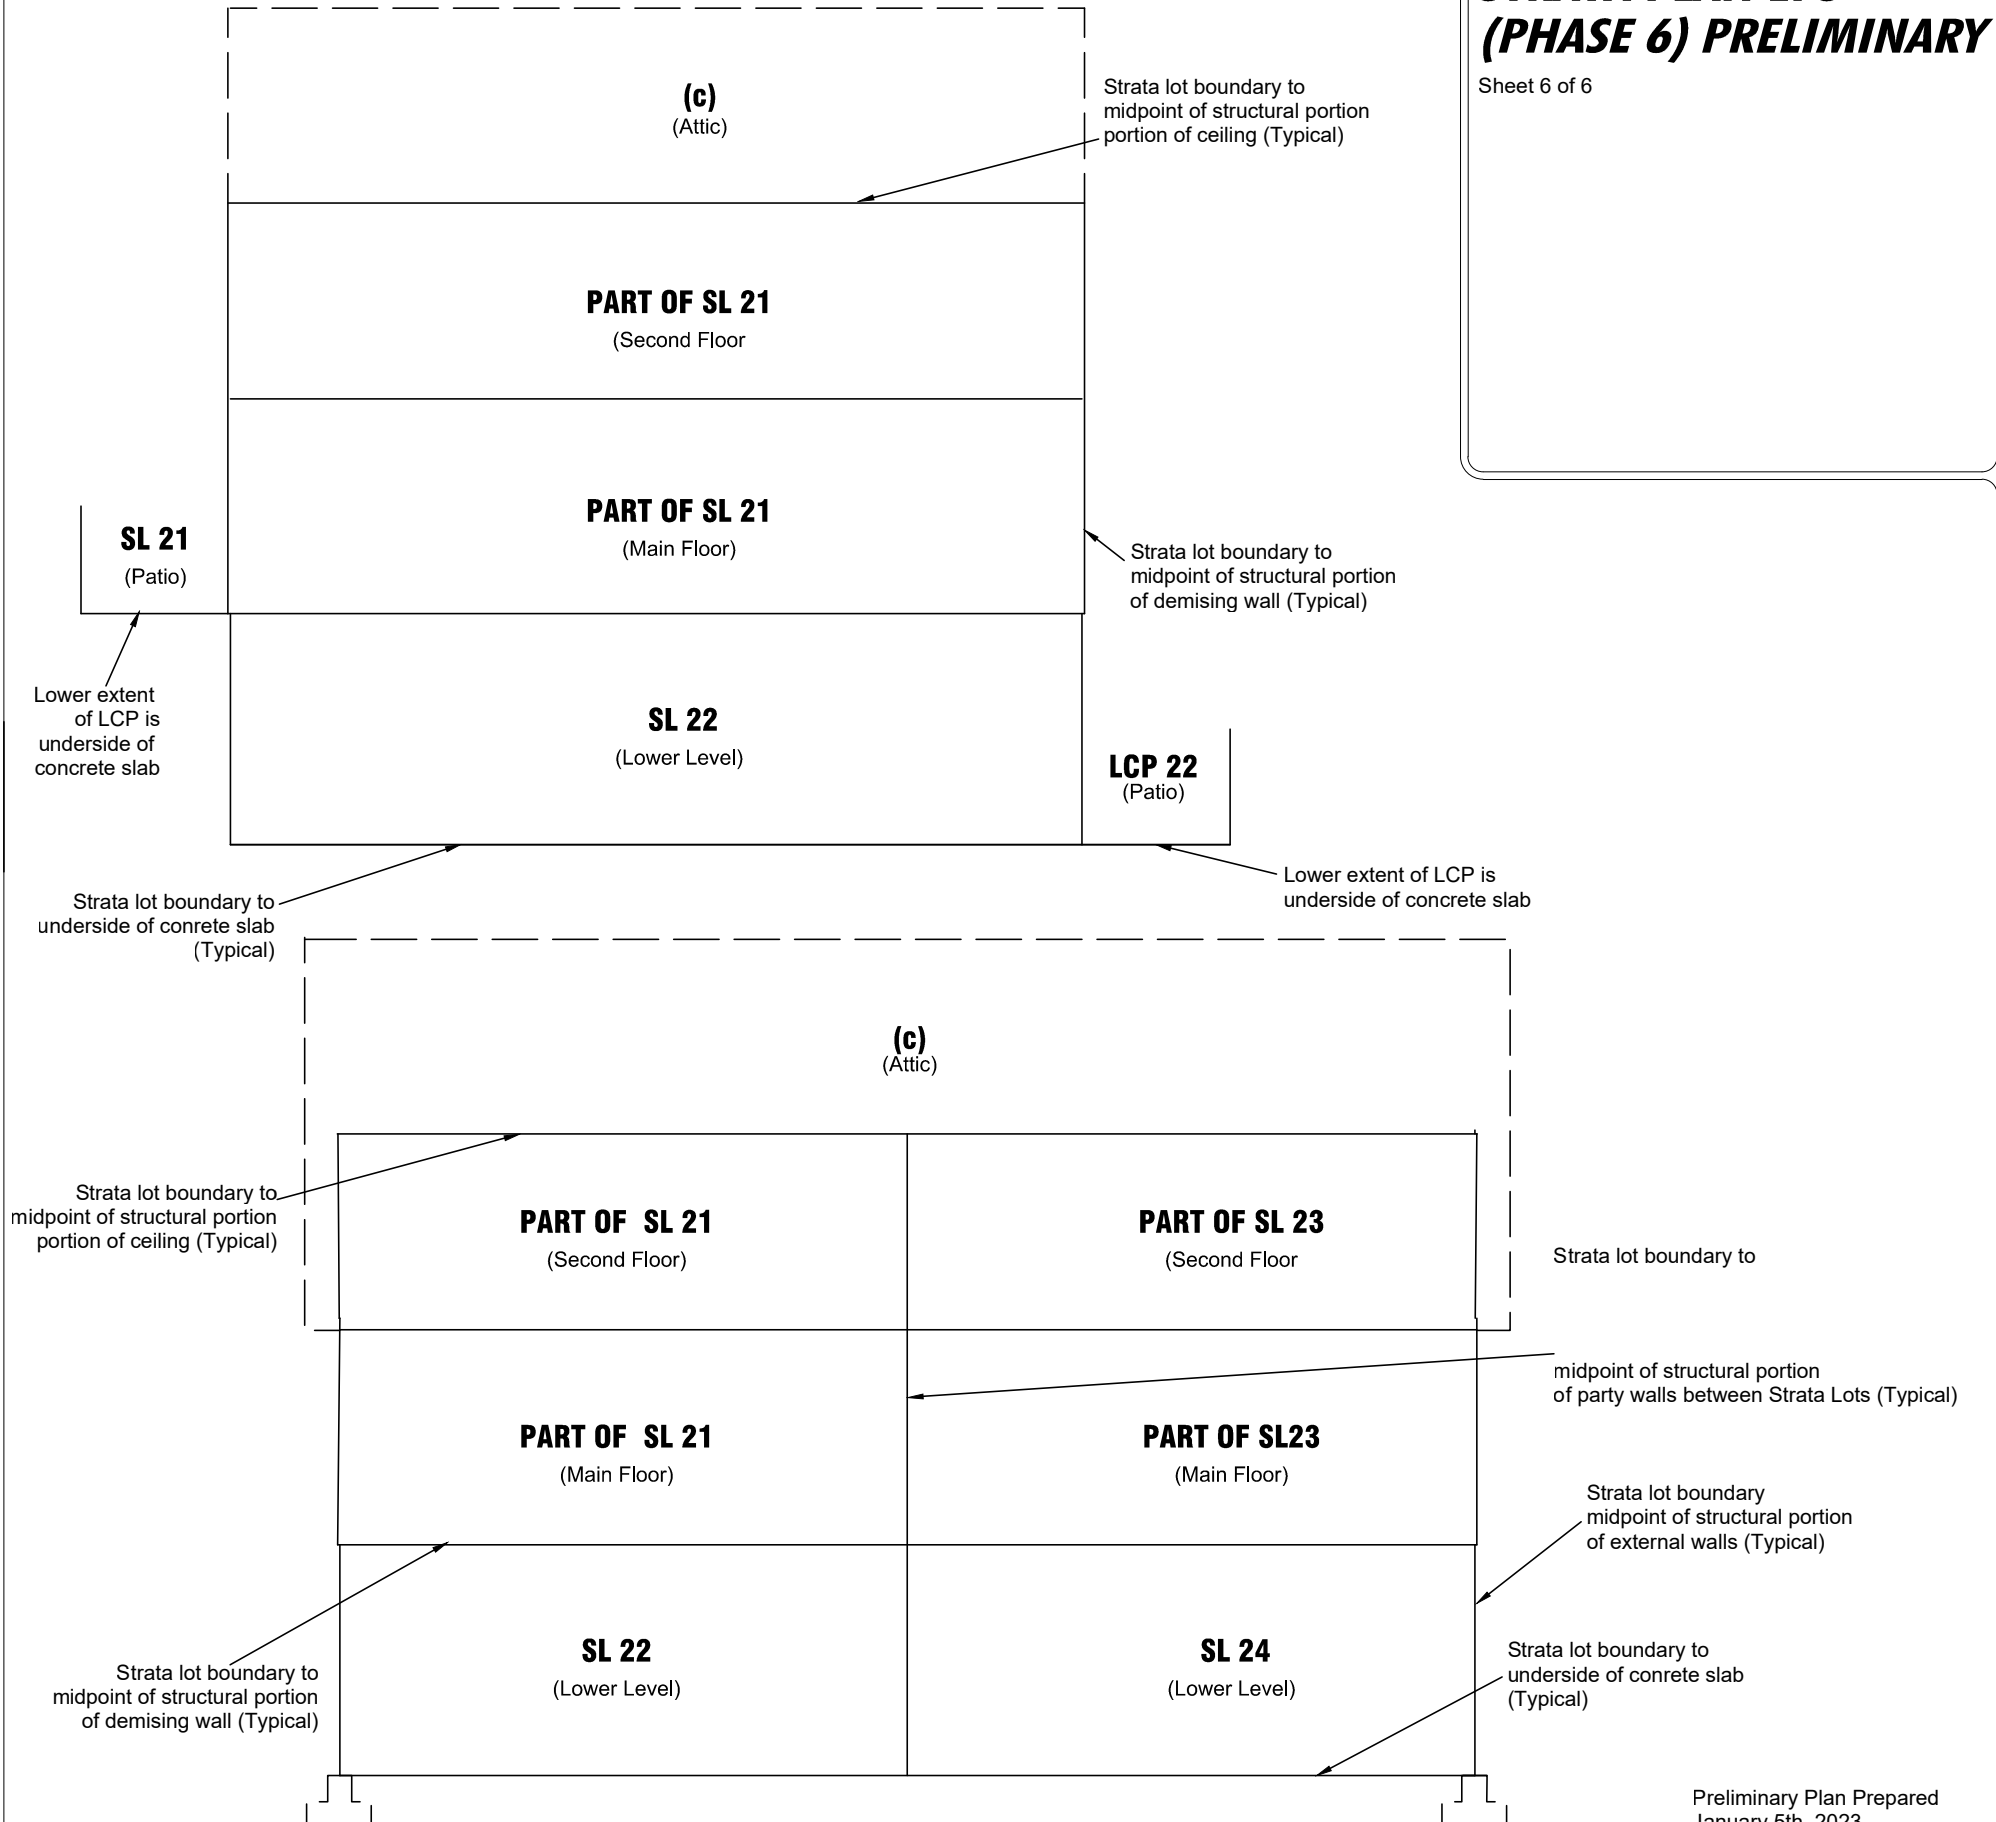 (PHASE 6) PRELIMINARY
Sheet 6 of 6
(c)
(Attic)
Strata lot boundary to
midpoint of structural portion
portion of ceiling (Typical)
PART OF SL 21
(Second Floor
PART OF SL 21
(Main Floor)
SL 21
(Patio)
Strata lot boundary to
midpoint of structural portion
of demising wall (Typical)
Lower extent
of LCP is
underside of
concrete slab
SL 22
(Lower Level)
LCP 22
(Patio)
Lower extent of LCP is
underside of concrete slab
Strata lot boundary to
underside of conrete slab
(Typical)
(c)
(Attic)
Strata lot boundary to
midpoint of structural portion
portion of ceiling (Typical)
PART OF SL 21
(Second Floor)
PART OF SL 23
(Second Floor
Strata lot boundary to
midpoint of structural portion
of party walls between Strata Lots (Typical)
PART OF SL 21
(Main Floor)
PART OF SL23
(Main Floor)
Strata lot boundary
midpoint of structural portion
of external walls (Typical)
SL 22
(Lower Level)
SL 24
(Lower Level)
Strata lot boundary to
underside of conrete slab
(Typical)
Strata lot boundary to
midpoint of structural portion
of demising wall (Typical)
Preliminary Plan Prepared
January 5th, 2023